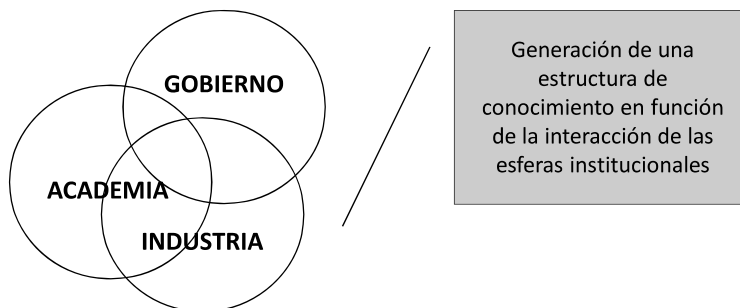 GOBIERNO
ACADEMIA
INDUSTRIA
Generación de una
estructura de
conocimiento en función
de la interacción de las
esferas institucionales